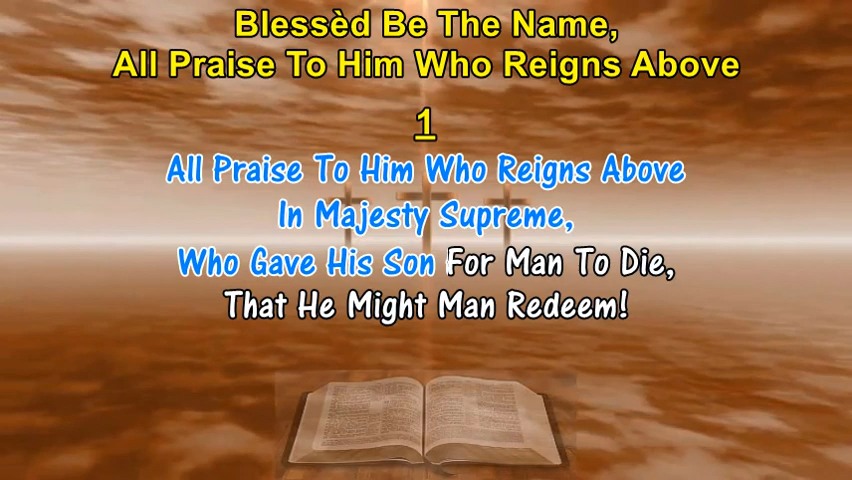 Blessèd Be The Name,
All Praise To Him Who Reigns Above
1
All Praise To Him Who Reigns Above
In Majesty Supreme,
Who Gave His Son For Man To Die,
That He Might Man Redeem!